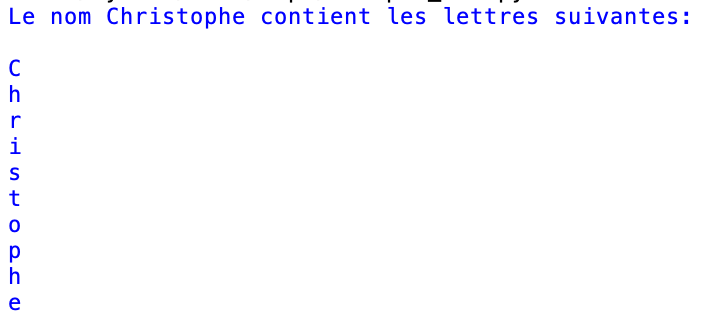 Le nom Christophe contient les lettres suivantes:
C
h
r
i
s
t
o
p
h
e